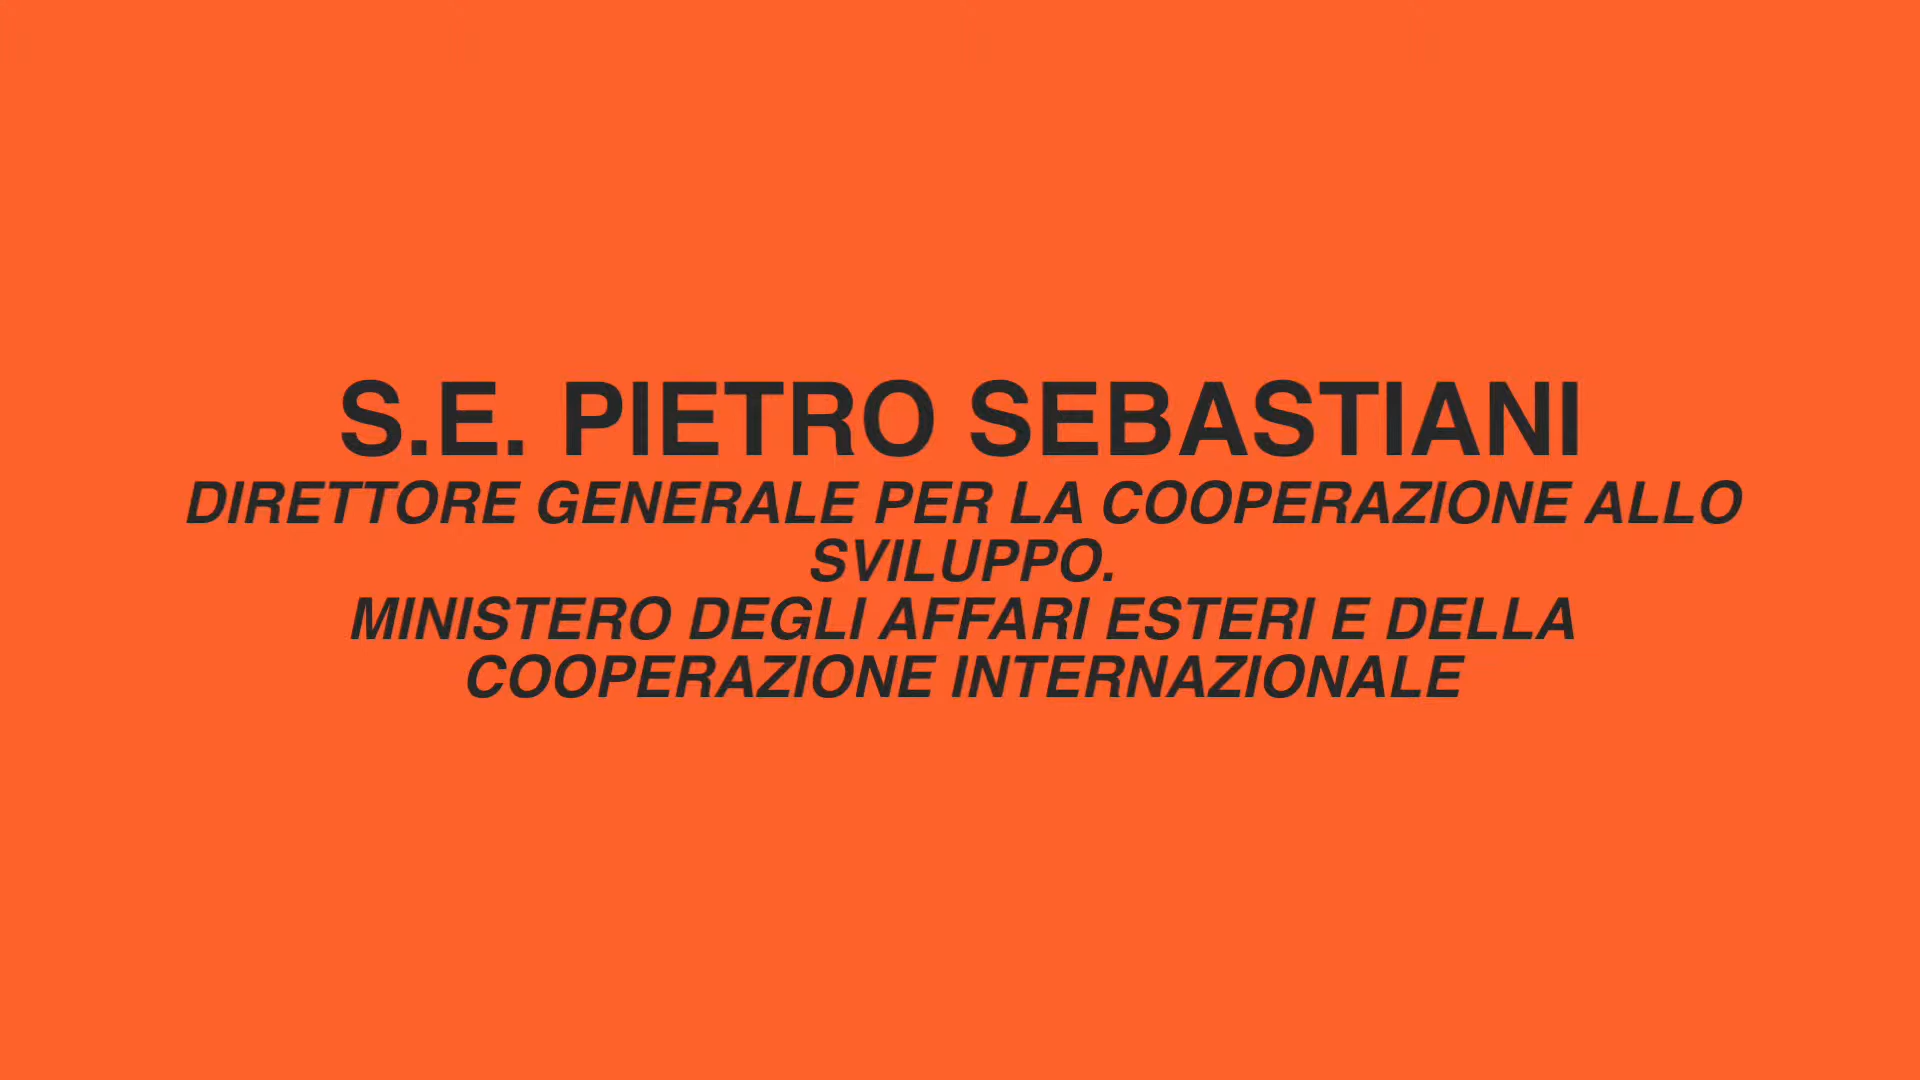 S.E. PIETRO SEBASTIANI
DIRETTORE GENERALE PER LA COOPERAZIONE ALLO
SVILUPPO.
MINISTERO DEGLI AFFARI ESTERI E DELLA
COOPERAZIONE INTERNAZIONALE